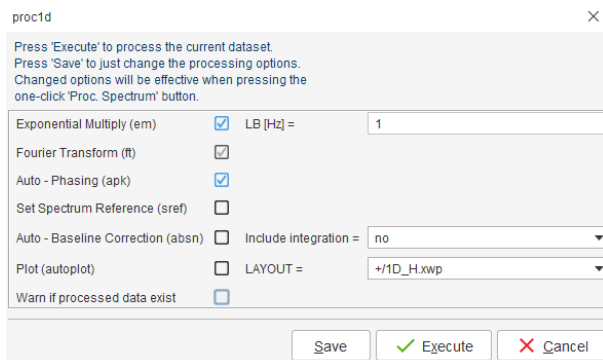 proc1d
Press 'Execute' to process the current dataset.
Press 'Save' to just change the processing options.
Changed options will be effective when pressing the
one-click 'Proc. Spectrum' button.
Exponential Multiply (em) LB [Hz] = 1
Fourier Transform (ft)
Auto - Phasing (apk)
Set Spectrum Reference (sref)
Auto - Baseline Correction (absn) Include integration = no
Plot (autoplot) LAYOUT = +/1D_H.xwp
Warn if processed data exist
Save Execute Cancel